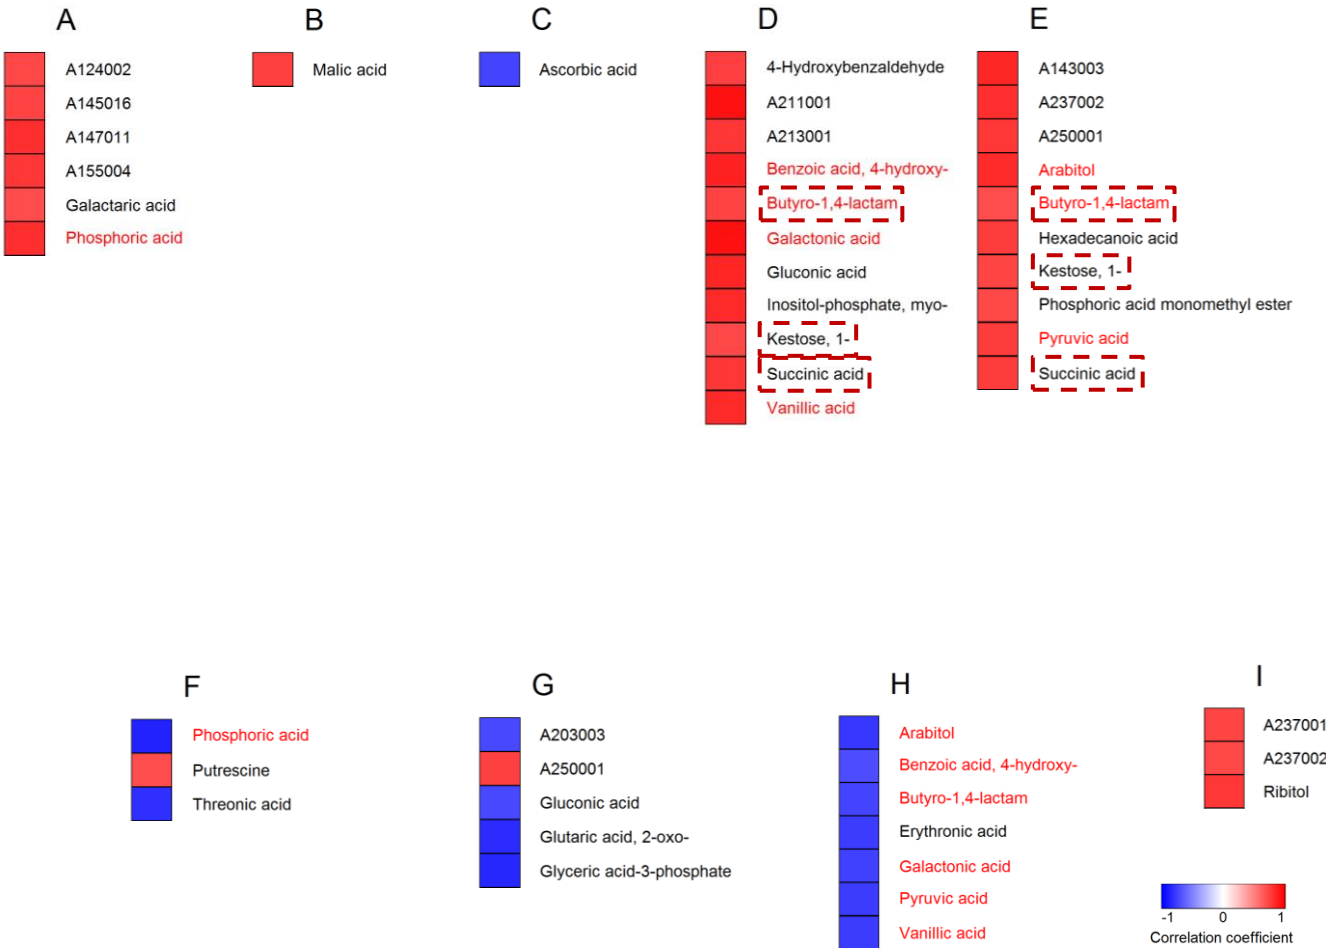 A
A124002
A145016
A147011
A155004
Galactaric acid
Phosphoric acid
B
Malic acid
C
Ascorbic acid
D
4-Hydroxybenzaldehyde
A211001
A213001
Benzoic acid, 4-hydroxy-
Butyro-1,4-lactam
Galactonic acid
Gluconic acid
Inositol-phosphate, myo-
Kestose, 1-
Succinic acid
Vanillic acid
E
A143003
A237002
A250001
Arabitol
Butyro-1,4-lactam
Hexadecanoic acid
Kestose, 1-
Phosphoric acid monomethyl ester
Pyruvic acid
Succinic acid
F
Phosphoric acid
Putrescine
Threonic acid
G
A203003
A250001
Gluconic acid
Glutaric acid, 2-oxo-
Glyceric acid-3-phosphate
H
Arabitol
Benzoic acid, 4-hydroxy-
Butyro-1,4-lactam
Erythronic acid
Galactonic acid
Pyruvic acid
Vanillic acid
I
A237001
A237002
Ribitol
-1 0 1
Correlation coefficient